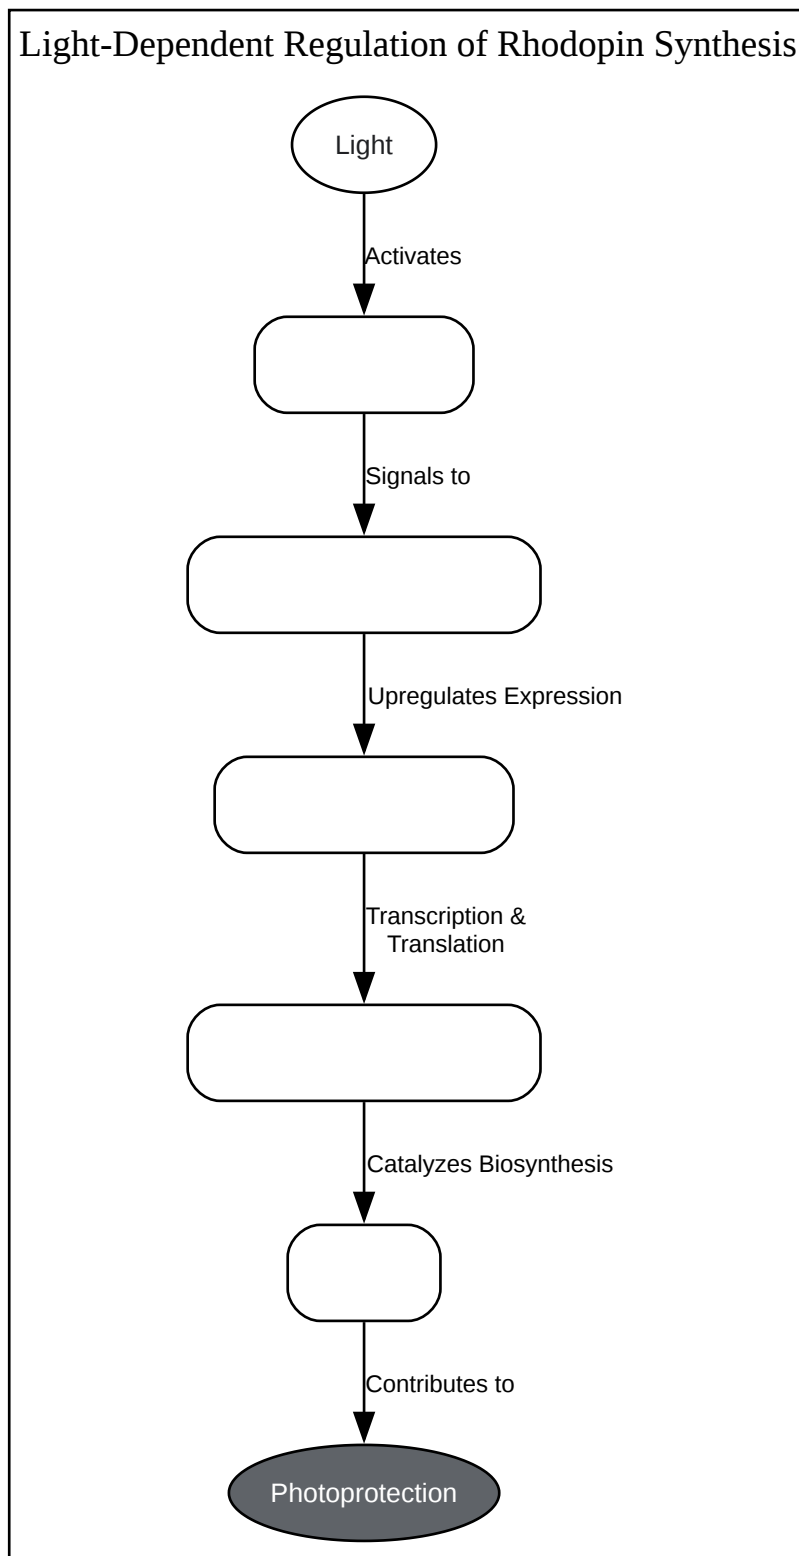 Light-Dependent Regulation of Rhodopin Synthesis
Light
Activates
Signals to
Upregulates Expression
Transcription &
Translation
Catalyzes Biosynthesis
Contributes to
Photoprotection